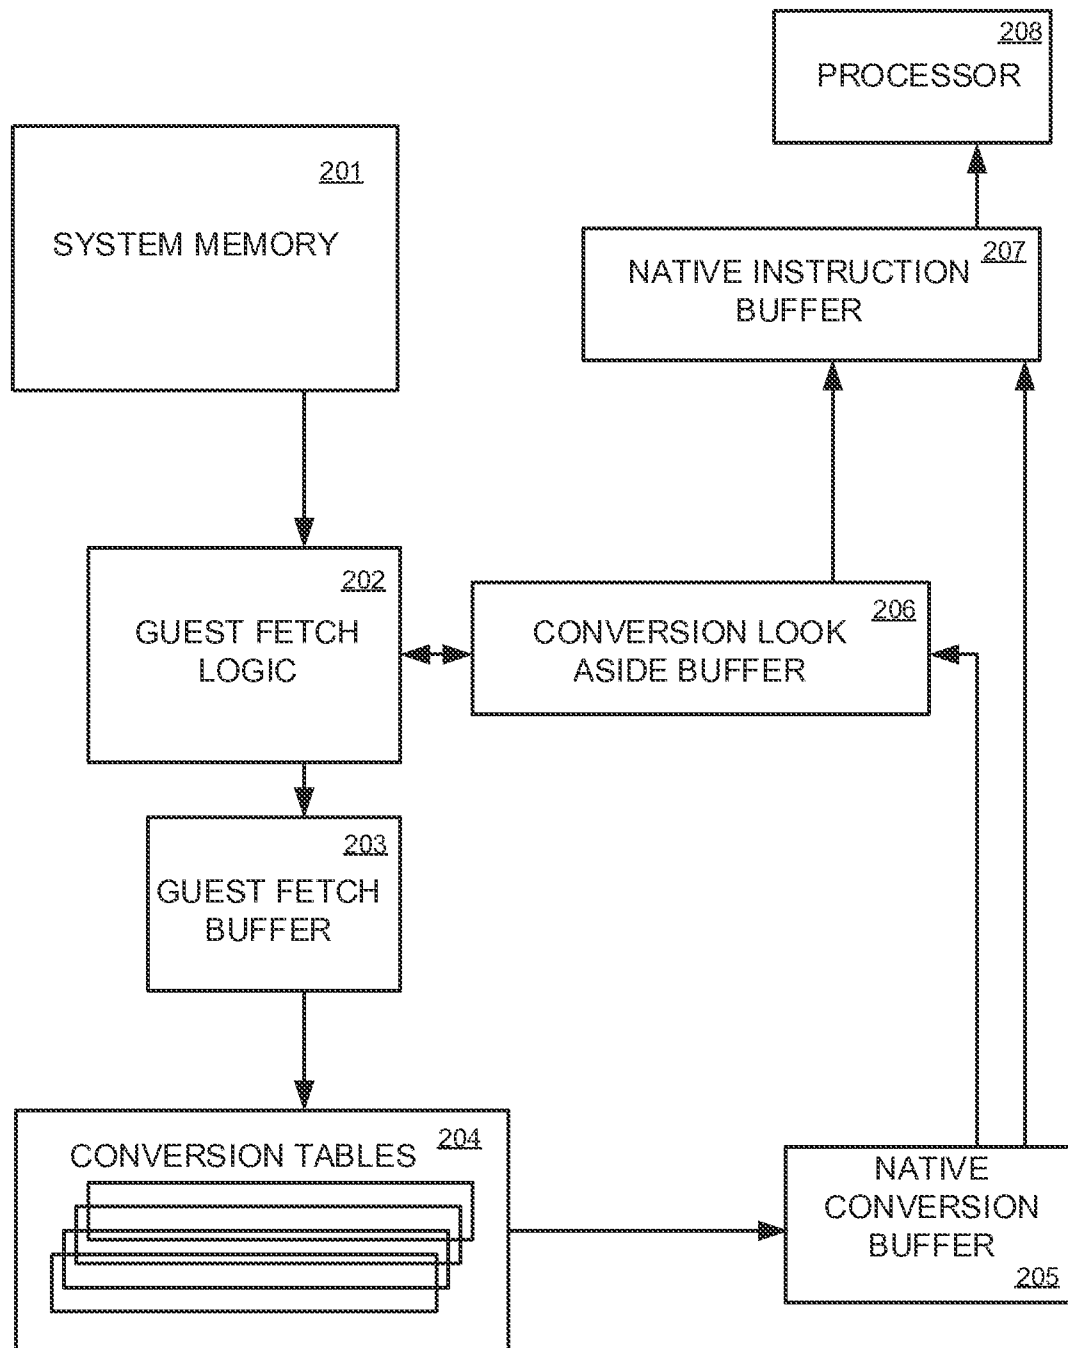 208
PROCESSOR
201
SYSTEM MEMORY
207
NATIVE INSTRUCTION
BUFFER
202
GUEST FETCH
LOGIC
206
CONVERSION LOOK
ASIDE BUFFER
203
GUEST FETCH
BUFFER
204
CONVERSION TABLES
NATIVE
CONVERSION
BUFFER
205